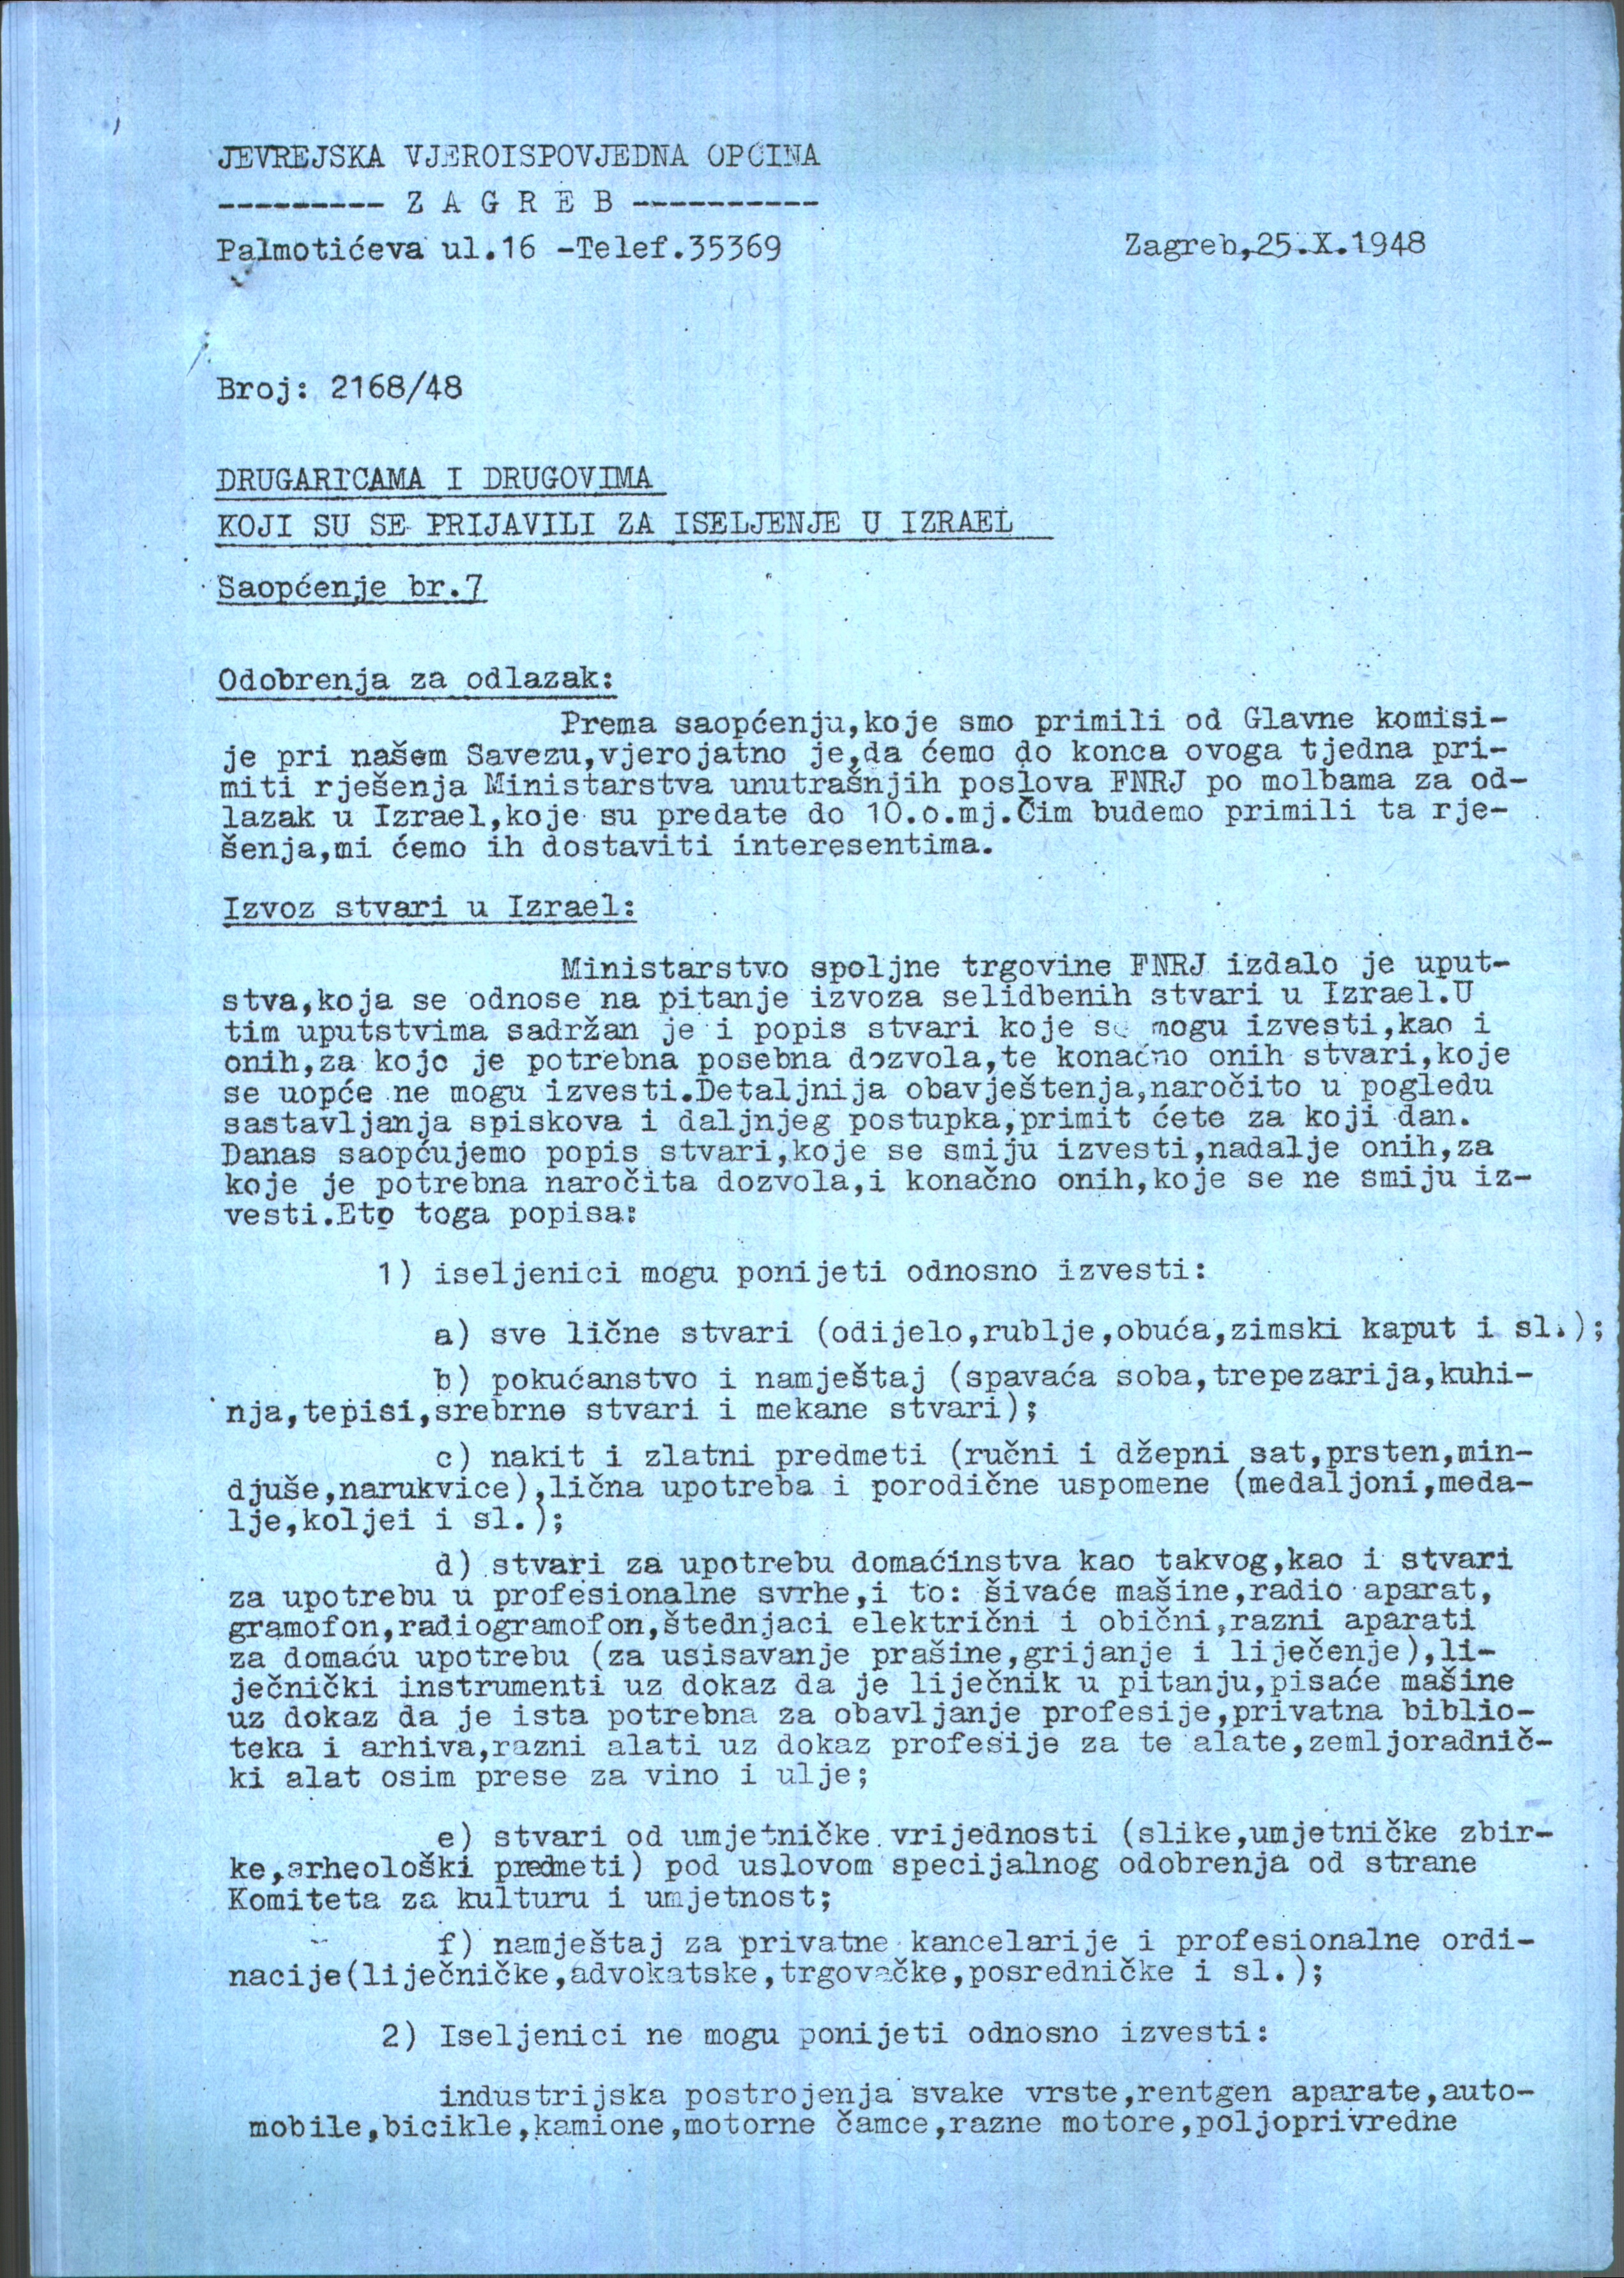 JEVREJSKA VJEROISPOVJEDNA OPĆINA
--------- Z A G R E B ----------
Palmotićeva ul.16 -Telef.35369
Zagreb,25.X.1948
Broj: 2168/48
DRUGARICAMA I DRUGOVIMA
KOJI SU SE PRIJAVILI ZA ISELJENJE U IZRAEL
Saopćenje br.7
Odobrenja za odlazak:
Prema saopćenju,koje smo primili od Glavne komisi-
je pri našem Savezu,vjerojatno je,da ćemo do konca ovoga tjedna pri-
miti rješenja Ministarstva unutrašnjih poslova FNRJ po molbama za od-
lazak u Izrael,koje su predate do 10.o.mj.Čim budemo primili ta rje-
šenja,mi ćemo ih dostaviti interesentima.
Izvoz stvari u Izrael:
Ministarstvo spoljne trgovine FNRJ izdalo je uput-
stva,koja se odnose na pitanje izvoza selidbenih stvari u Izrael.U
tim uputstvima sadržan je i popis stvari koje se mogu izvesti,kao i
onih,za koje je potrebna posebna dozvola,te konačno onih stvari,koje
se uopće ne mogu izvesti.Detaljnija obavještenja,naročito u pogledu
sastavljanja spiskova i daljnjeg postupka,primit ćete za koji dan.
Danas saopćujemo popis stvari,koje se smiju izvesti,nadalje onih,za
koje je potrebna naročita dozvola,i konačno onih,koje se ne smiju iz-
vesti.Eto toga popisa:
1) iseljenici mogu ponijeti odnosno izvesti:
a) sve lične stvari (odijelo,rublje,obuća,zimski kaput i sl.);
b) pokućanstvo i namještaj (spavaća soba,trepezarija,kuhi-
nja,tepisi,srebrne stvari i mekane stvari);
c) nakit i zlatni predmeti (ručni i džepni sat,prsten,min-
djuše,narukvice),lična upotreba i porodične uspomene (medaljoni,meda-
lje,koljei i sl.);
d) stvari za upotrebu domaćinstva kao takvog,kao i stvari
za upotrebu u profesionalne svrhe,i to: šivaće mašine,radio aparat,
gramofon,radiogramofon,štednjaci električni i obični,razni aparati
za domaću upotrebu (za usisavanje prašine,grijanje i liječenje),li-
ječnički instrumenti uz dokaz da je liječnik u pitanju,pisaće mašine
uz dokaz da je ista potrebna za obavljanje profesije,privatna biblio-
teka i arhiva,razni alati uz dokaz profesije za te alate,zemljoradnič-
ki alat osim prese za vino i ulje;
e) stvari od umjetničke vrijednosti (slike,umjetničke zbir-
ke,arheološki predmeti) pod uslovom specijalnog odobrenja od strane
Komiteta za kulturu i umjetnost;
f) namještaj za privatne kancelarije i profesionalne ordi-
nacije(liječničke,advokatske,trgovačke,posredničke i sl.);
2) Iseljenici ne mogu ponijeti odnosno izvesti:
industrijska postrojenja svake vrste,rentgen aparate,auto-
mobile,bicikle,kamione,motorne čamce,razne motore,poljoprivredne